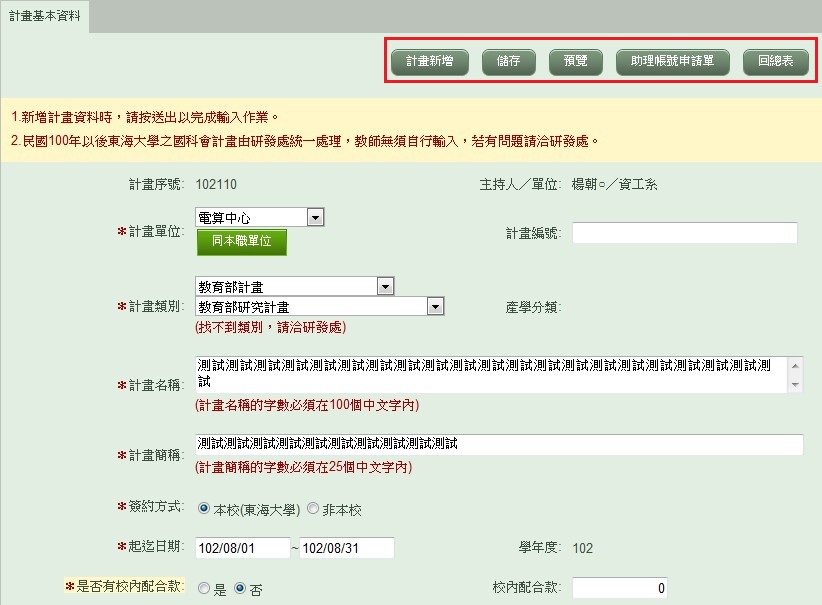 計畫基本資料
計畫新增 儲存 預覽 助理帳號申請單 回總表
1.新增計畫資料時，請按送出以完成輸入作業。
2.民國100年以後東海大學之國科會計畫由研發處統一處理，教師無須自行輸入，若有問題請洽研發處。
計畫序號: 102110 主持人／單位: 楊朝○／資工系
*計畫單位: 電算中心
同本職單位
計畫編號:
教育部計畫
*計畫類別: 教育部研究計畫 產學分類:
(找不到類別，請洽研發處)
測試測試測試測試測試測試測試測試測試測試測試測試測試測試測試測試測試測試測試測試測
試
*計畫名稱:
(計畫名稱的字數必須在100個中文字內)
測試測試測試測試測試測試測試測試測試測試
*計畫簡稱:
(計畫簡稱的字數必須在25個中文字內)
*簽約方式: 本校(東海大學) 非本校
*起迄日期: 102/08/01 ~ 102/08/31 學年度: 102
*是否有校內配合款: 是 否 校內配合款: 0